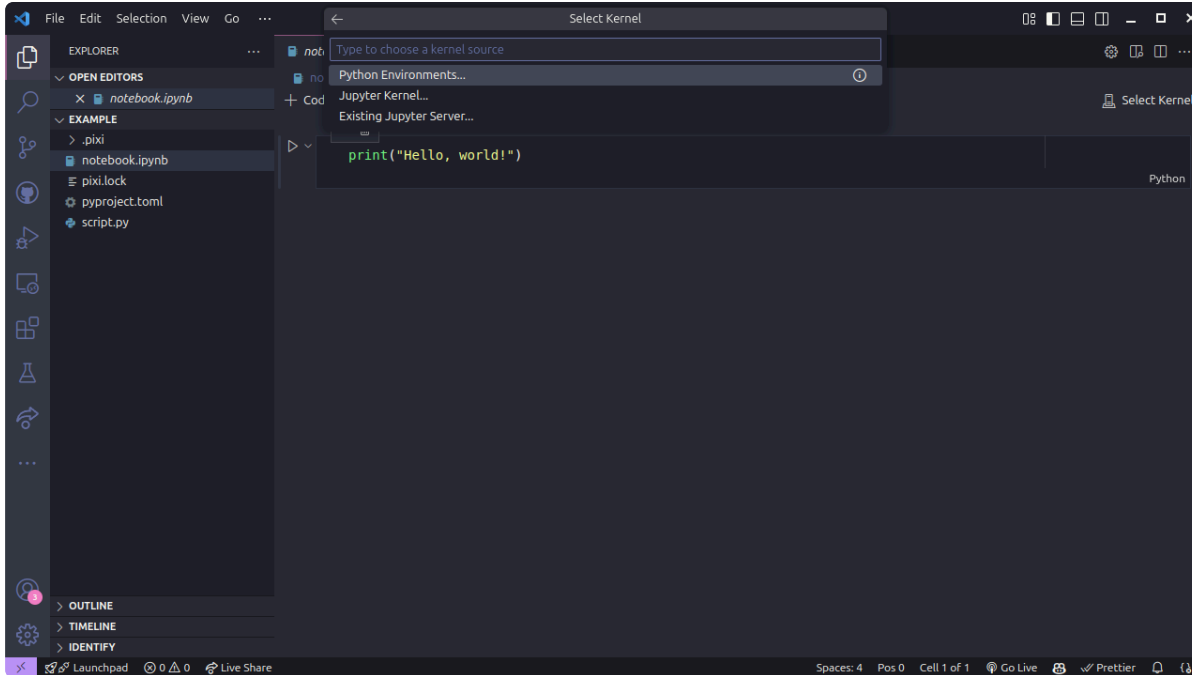 File Edit Selection View Go ···
Select Kernel
EXPLORER ···
Type to choose a kernel source
OPEN EDITORS
Python Environments...
notebook.ipynb
Jupyter Kernel...
Select Kernel
EXAMPLE
Existing Jupyter Server...
.pixi
notebook.ipynb
print("Hello, world!")
pixi.lock
Python
pyproject.toml
script.py
3
OUTLINE
TIMELINE
IDENTIFY
Launchpad 0 0 Live Share Spaces: 4 Pos 0 Cell 1 of 1 Go Live Prettier